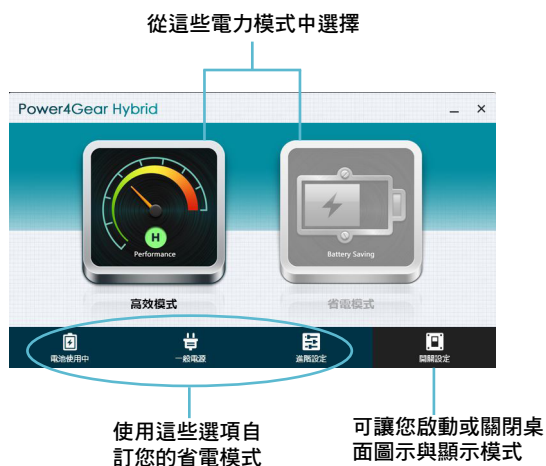 從這些電力模式中選擇
Power4Gear Hybrid
H
Performance
Battery Saving
高效模式
省電模式
電池使用中
一般電源
進階設定
開關設定
使用這些選項自
訂您的省電模式
可讓您啟動或關閉桌
面圖示與顯示模式